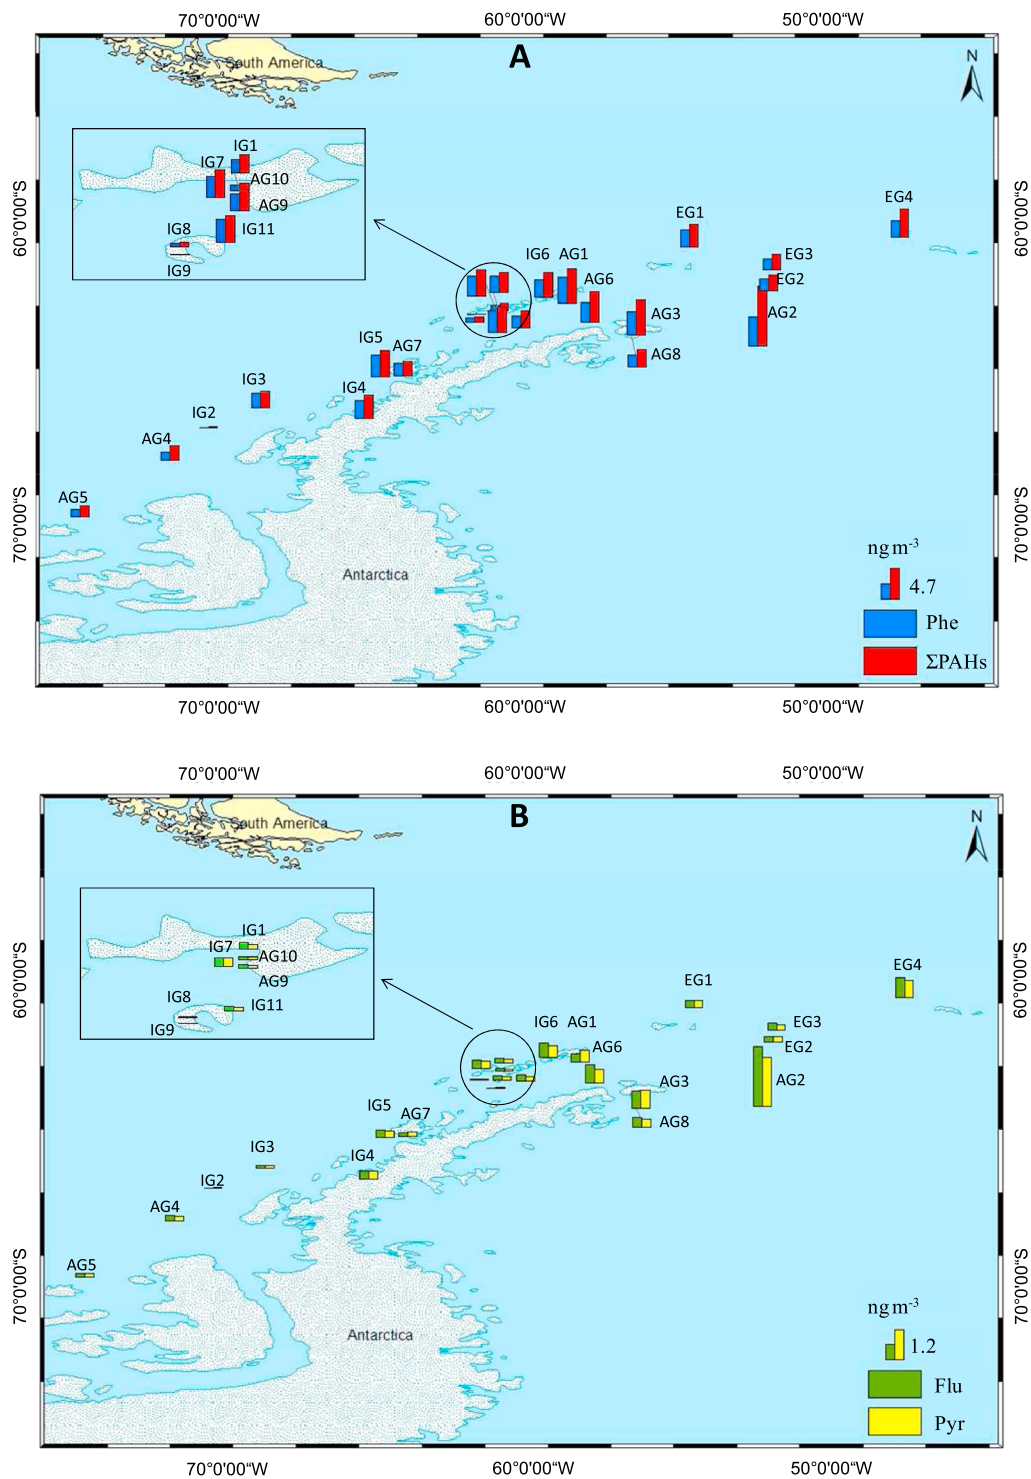 70°0'00“W 60°0'00“W 50°0'00“W
A
South America
N
IG1
IG7
AG10
AG9
IG8
IG11
IG9
60°0'00“S
60°0'00“S
EG4
EG1
IG6 AG1
EG3
AG6
EG2
AG3
AG2
IG5
AG7
AG8
IG3
IG4
IG2
AG4
AG5
70°0'00“S
70°0'00“S
Antarctica
ng m-3
4.7
Phe
ΣPAHs
70°0'00“W 60°0'00“W 50°0'00“W
70°0'00“W 60°0'00“W 50°0'00“W
B
South America
N
IG1
IG7
AG10
AG9
IG8
IG11
IG9
60°0'00“S
60°0'00“S
EG4
EG1
IG6 AG1
EG3
AG6
EG2
AG3
AG2
IG5
AG7
AG8
IG3
IG4
IG2
AG4
AG5
70°0'00“S
70°0'00“S
Antarctica
ng m-3
1.2
Flu
Pyr
70°0'00“W 60°0'00“W 50°0'00“W